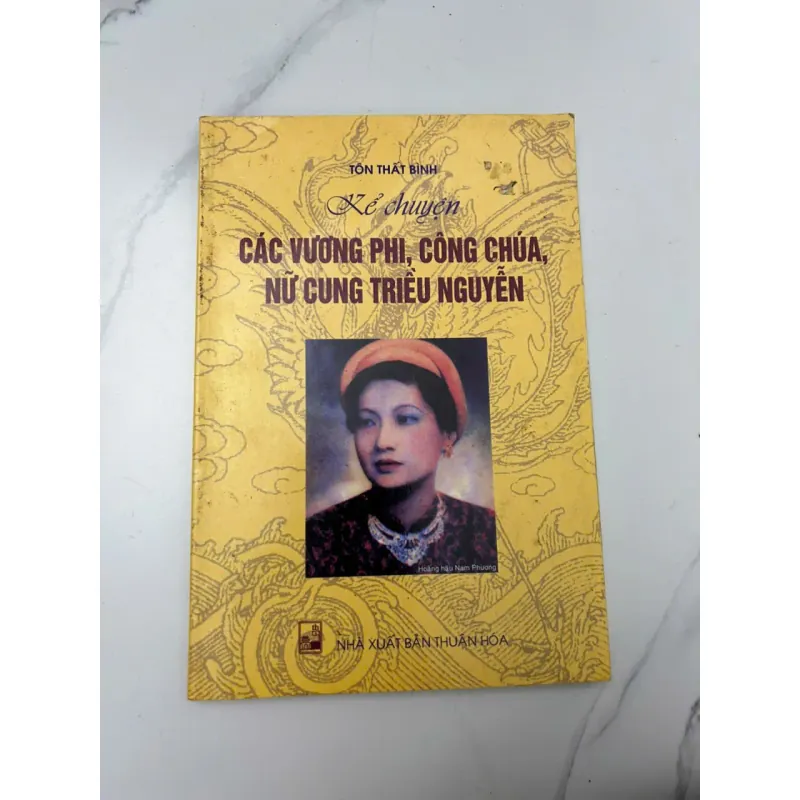 TÔN THẤT BÌNH
Kể chuyện
CÁC VƯƠNG PHI, CÔNG CHÚA,
NỮ CUNG TRIỀU NGUYỄN
Hoàng hậu Nam Phương
NHÀ XUẤT BẢN THUẬN HÓA